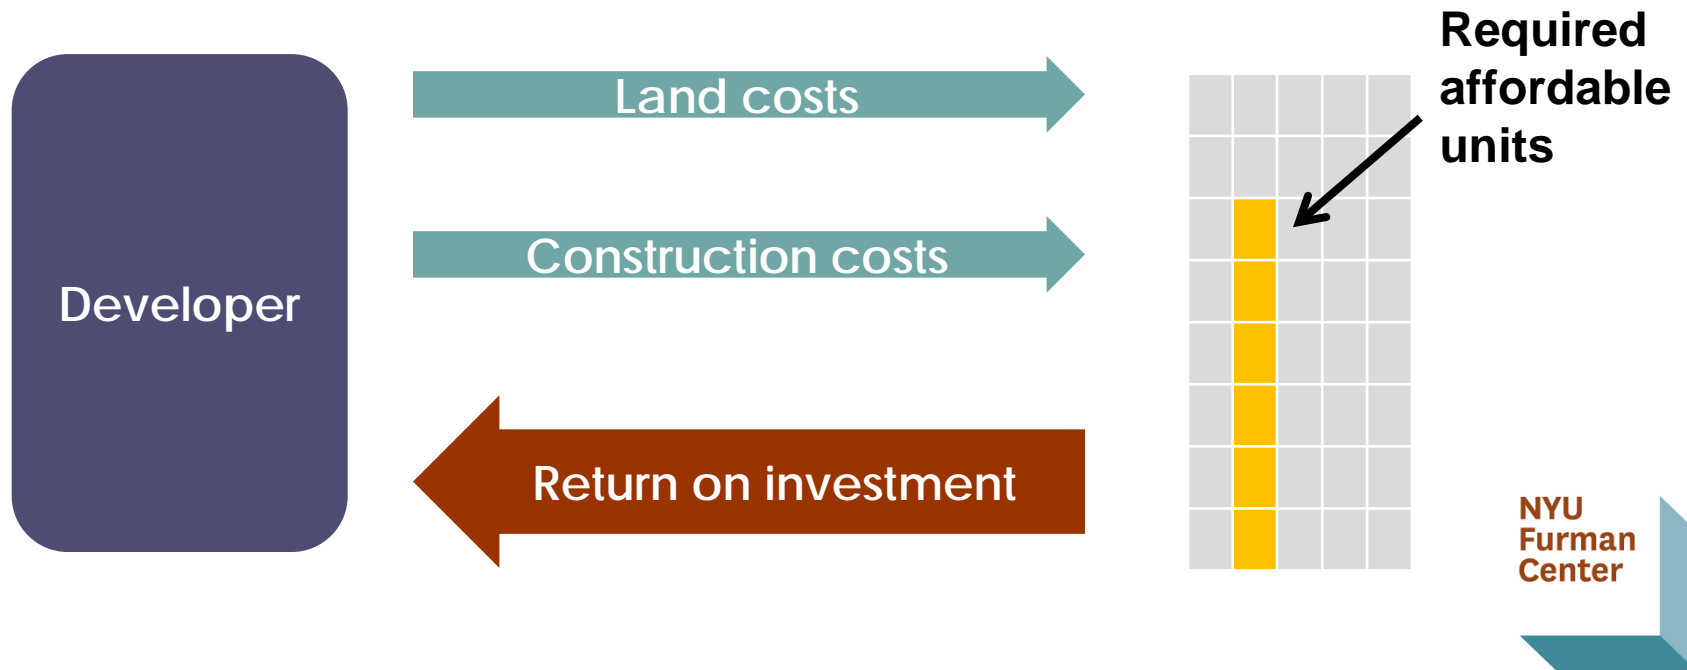 Required
affordable
units
Land costs
Construction costs
Developer
Return on investment
NYU
Furman
Center